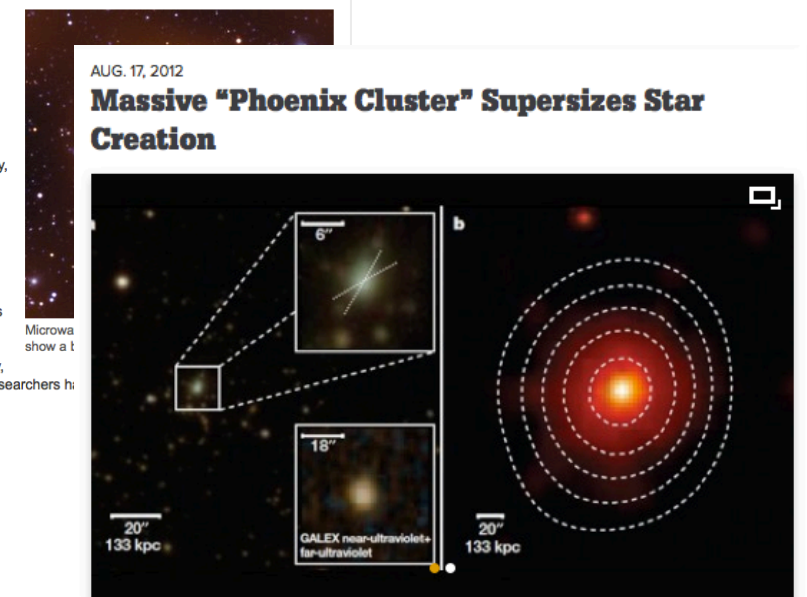 y,
s
Microwa
show a b
,
searchers ha
AUG. 17, 2012
Massive “Phoenix Cluster” Supersizes Star
Creation
6″
18″
GALEX near-ultraviolet+
far-ultraviolet
20″
133 kpc
b
20″
133 kpc